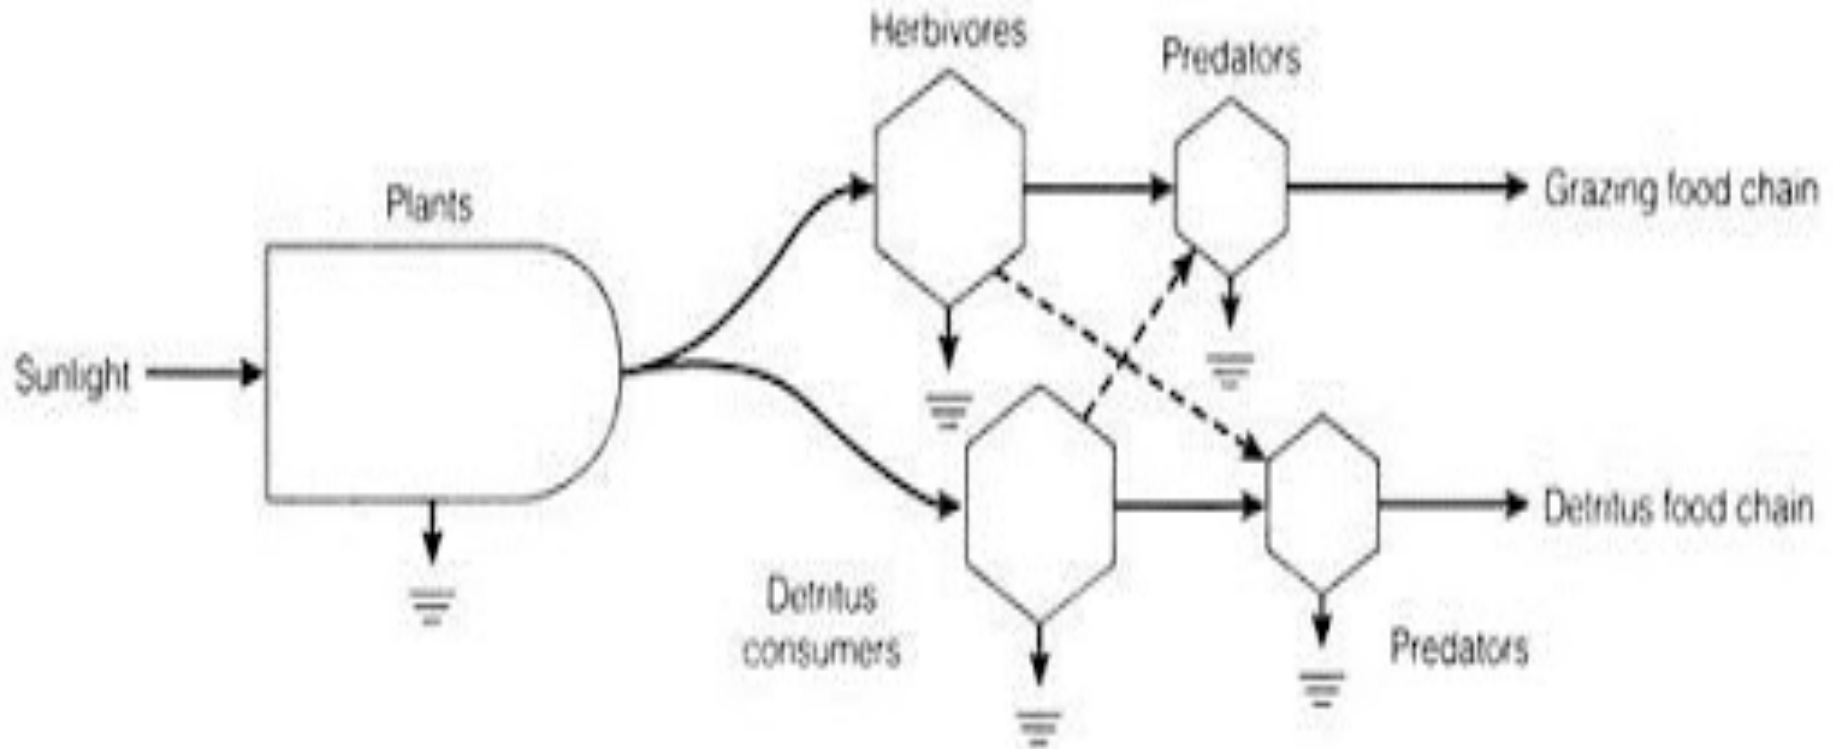 Herbivores
Predators
Plants
Grazing food chain
Sunlight
Detritus food chain
Detritus
consumers
Predators